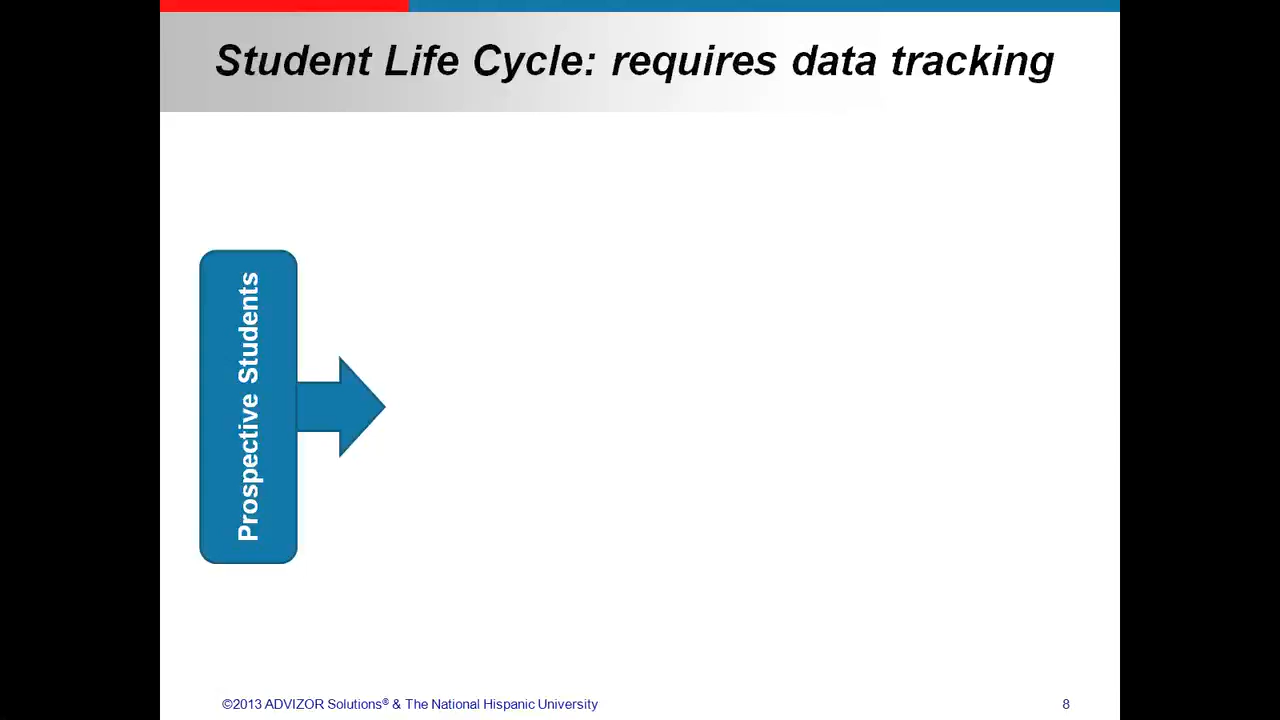 Student Life Cycle: requires data tracking
Prospective Students
©2013 ADVIZOR Solutions® & The National Hispanic University
8